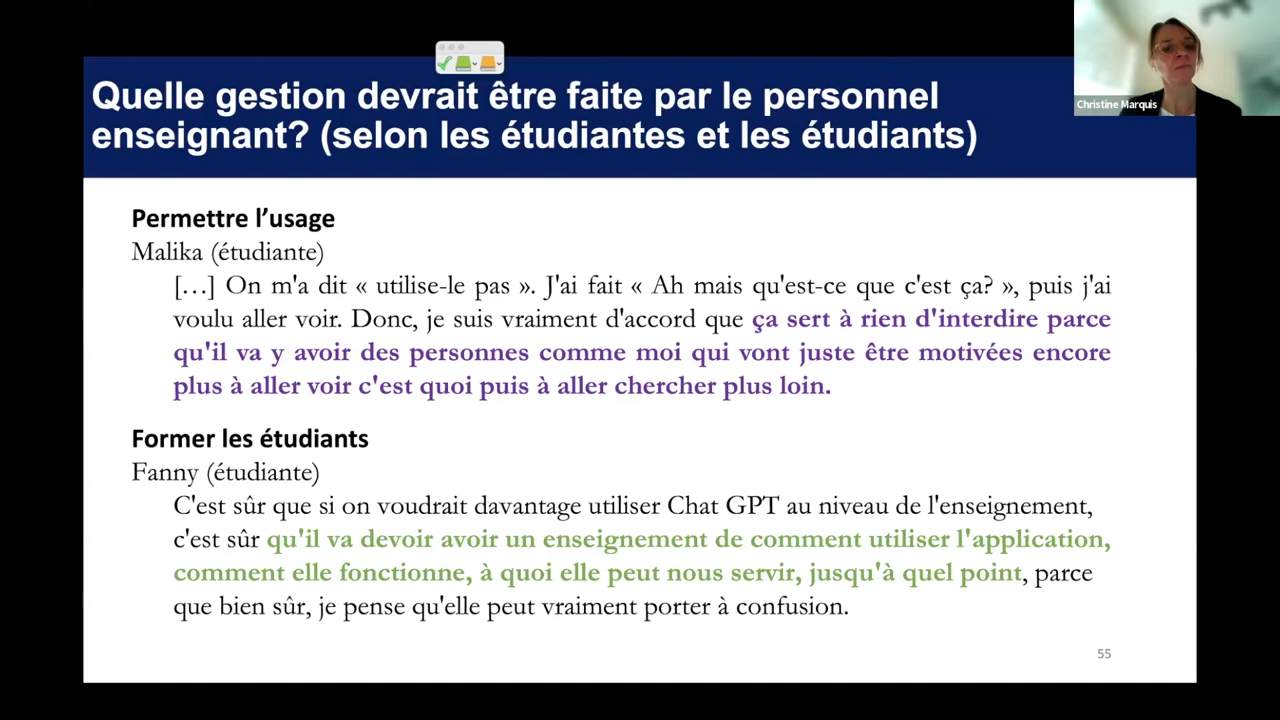 Christine Marquis
Quelle gestion devrait être faite par le personnel
enseignant? (selon les étudiantes et les étudiants)
Permettre l’usage
Malika (étudiante)
[…] On m'a dit « utilise-le pas ». J'ai fait « Ah mais qu'est-ce que c'est ça? », puis j'ai
voulu aller voir. Donc, je suis vraiment d'accord que ça sert à rien d'interdire parce
qu'il va y avoir des personnes comme moi qui vont juste être motivées encore
plus à aller voir c'est quoi puis à aller chercher plus loin.
Former les étudiants
Fanny (étudiante)
C'est sûr que si on voudrait davantage utiliser Chat GPT au niveau de l'enseignement,
c'est sûr qu'il va devoir avoir un enseignement de comment utiliser l'application,
comment elle fonctionne, à quoi elle peut nous servir, jusqu'à quel point, parce
que bien sûr, je pense qu'elle peut vraiment porter à confusion.
55